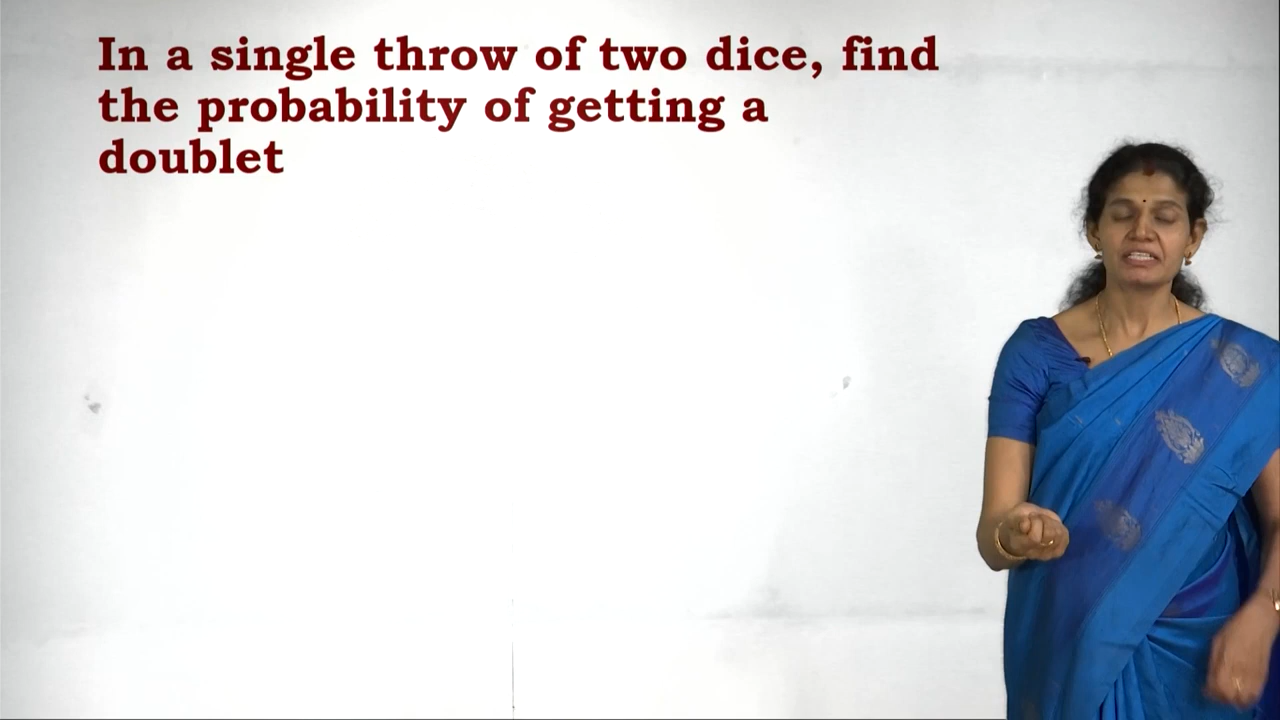 In a single throw of two dice, find
the probability of getting a
doublet